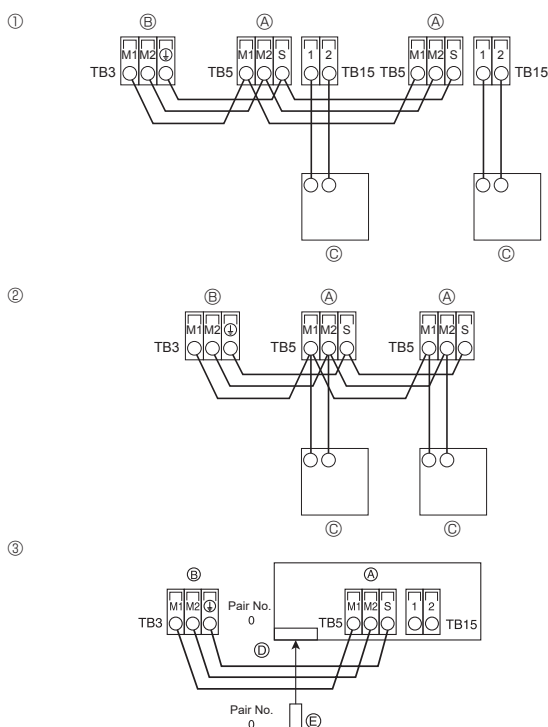 ①
Ⓑ Ⓐ Ⓐ
M1 M2 ⏚ M1 M2 S 1 2 M1 M2 S 1 2
TB3 TB5 TB15 TB5 TB15
Ⓒ Ⓒ
②
Ⓑ Ⓐ Ⓐ
M1 M2 ⏚ M1 M2 S M1 M2 S
TB3 TB5 TB5
Ⓒ Ⓒ
③
Ⓑ Ⓐ
M1 M2 ⏚ Pair No. M1 M2 S 1 2
TB3 0 TB5 TB15
Ⓓ
Pair No.
0 Ⓔ